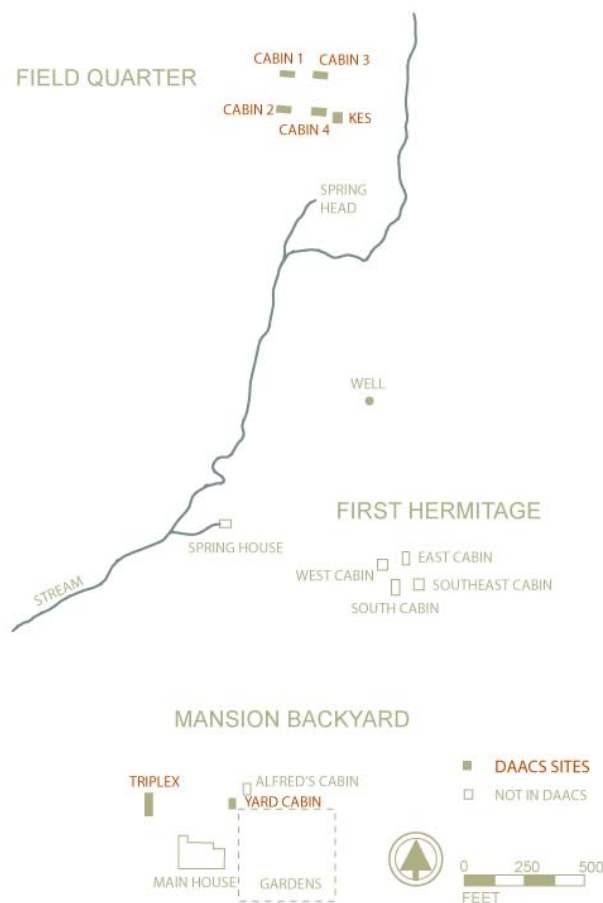 CABIN 1
CABIN 3
FIELD QUARTER
CABIN 2
KES
CABIN 4
SPRING
HEAD
WELL
FIRST HERMITAGE
SPRING HOUSE
EAST CABIN
WEST CABIN
SOUTHEAST CABIN
SOUTH CABIN
STREAM
MANSION BACKYARD
TRIPLEX
ALFRED'S CABIN
YARD CABIN
DAACS SITES
NOT IN DAACS
MAIN HOUSE
GARDENS
0 250 500
FEET